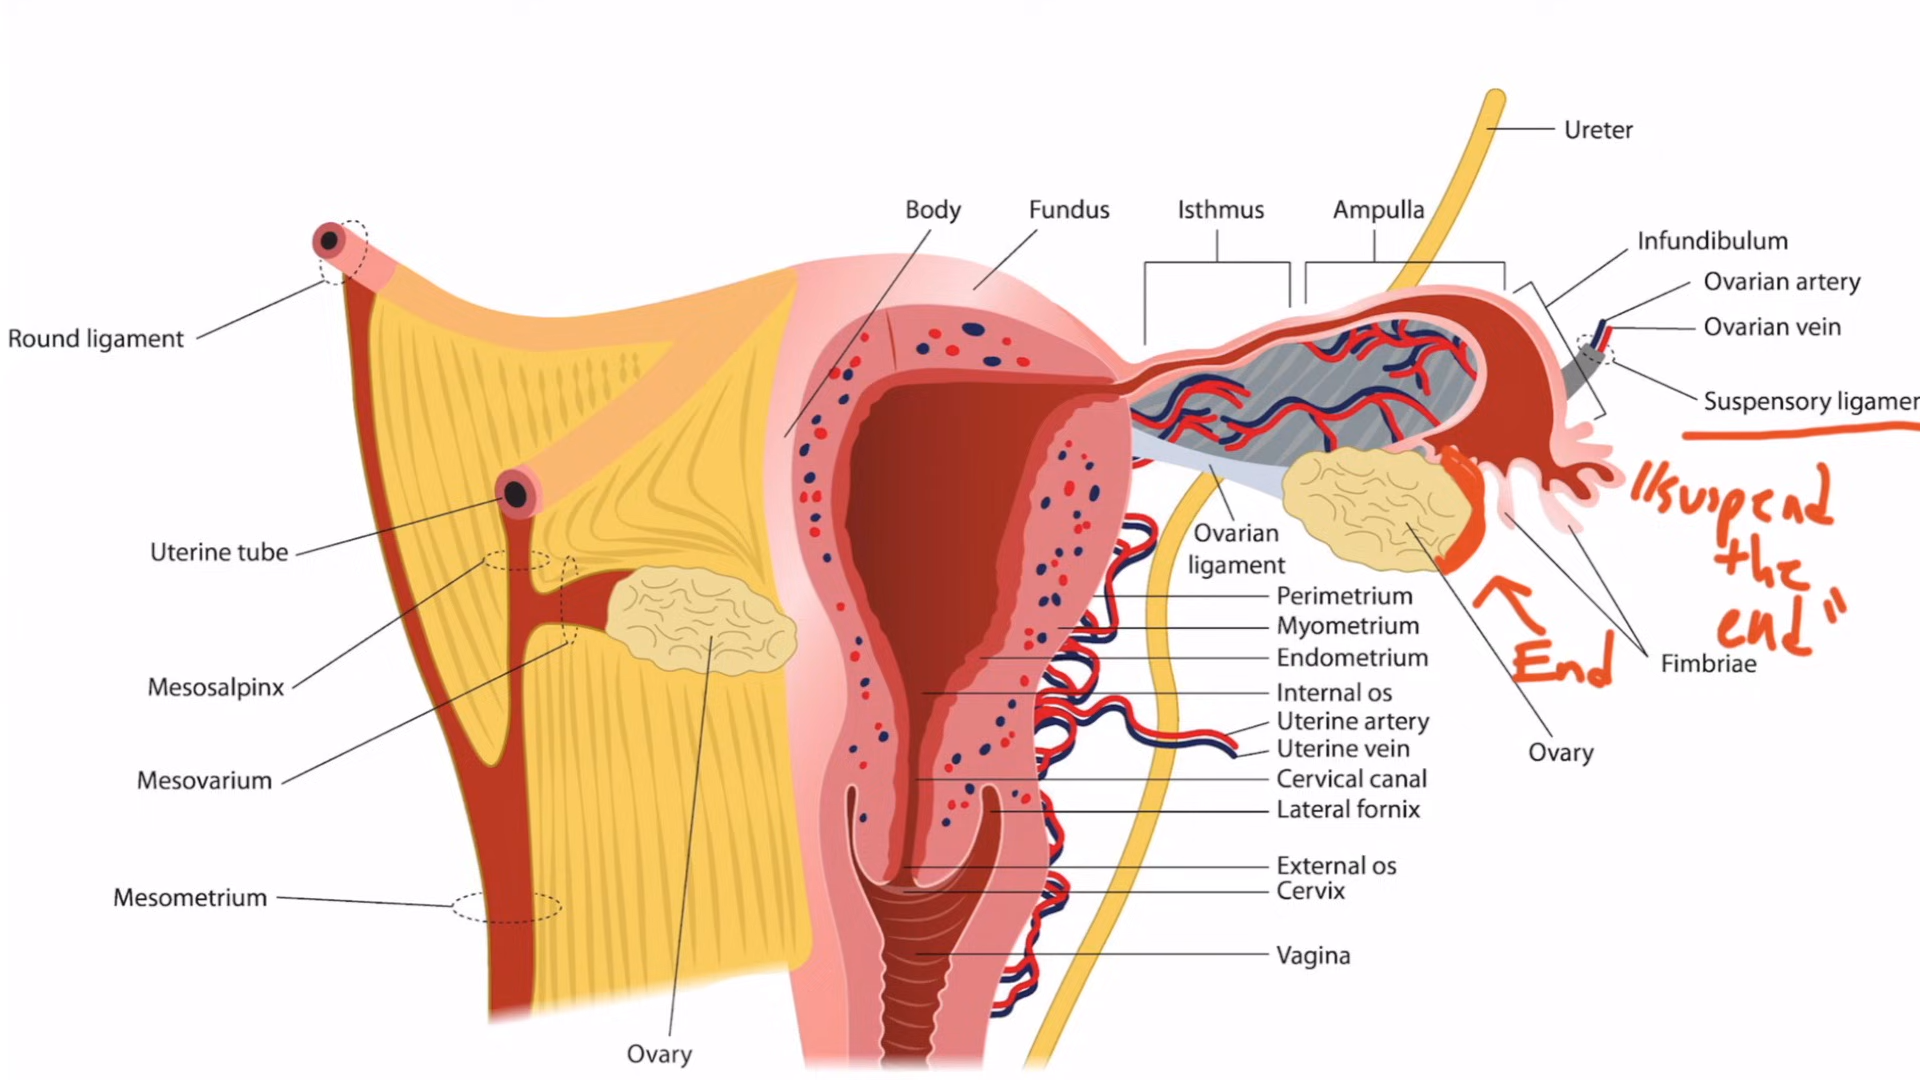 Ureter
Body
Fundus
Isthmus
Ampulla
Infundibulum
Ovarian artery
Ovarian vein
Suspensory ligamen
Round ligament
"suspend
the
end"
Uterine tube
Ovarian
ligament
Perimetrium
Myometrium
Endometrium
Internal os
Uterine artery
Uterine vein
Cervical canal
Lateral fornix
External os
Cervix
Vagina
End
Fimbriae
Ovary
Mesosalpinx
Mesovarium
Mesometrium
Ovary